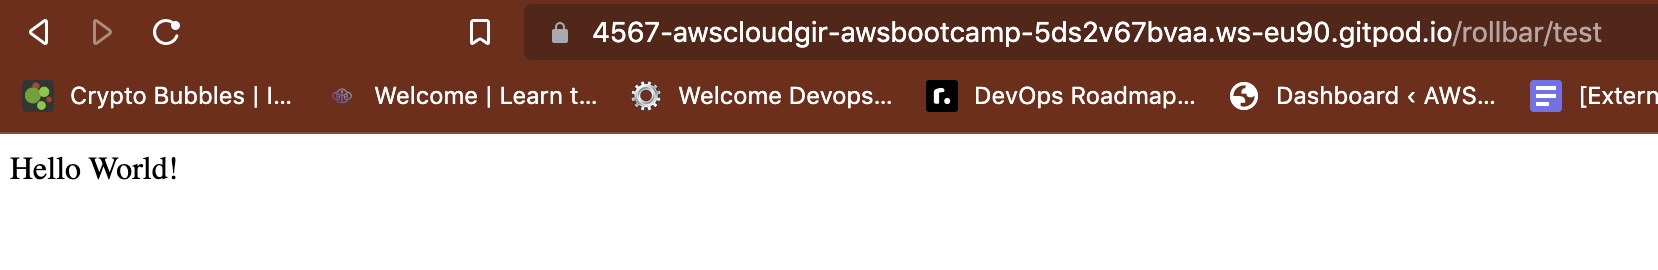 4567-awscloudgir-awsbootcamp-5ds2v67bvaa.ws-eu90.gitpod.io/rollbar/test
Crypto Bubbles | I... Welcome | Learn t... Welcome Devops... r. DevOps Roadmap... Dashboard ‹ AWS... [Extern
Hello World!